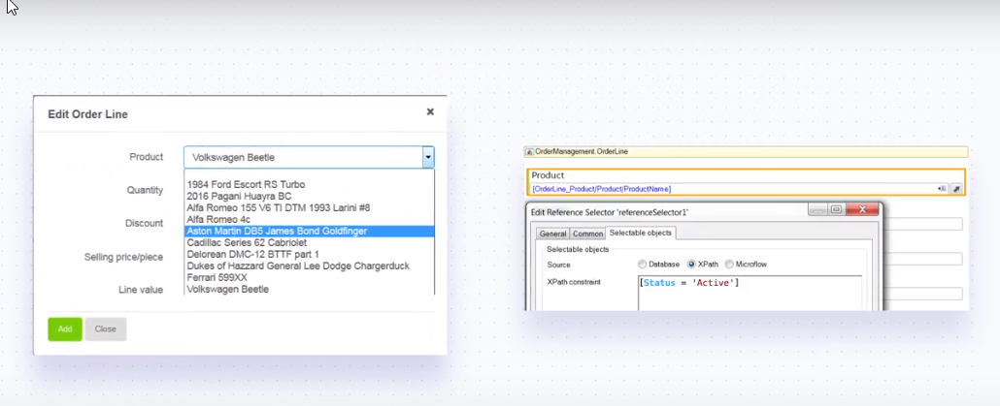 Edit Order Line
×
Product
Volkswagen Beetle
1984 Ford Escort RS Turbo
2016 Pagani Huayra BC
Alfa Romeo 155 V6 TI DTM 1993 Larini #8
Alfa Romeo 4c
Aston Martin DB5 James Bond Goldfinger
Cadillac Series 62 Cabriolet
Delorean DMC-12 BTTF part 1
Dukes of Hazzard General Lee Dodge Chargerduck
Ferrari 599XX
Volkswagen Beetle
Quantity
Discount
Selling price/piece
Line value
Add
Close
OrderManagement.OrderLine
Product
[OrderLine_Product/Product/ProductName]
Edit Reference Selector 'referenceSelector1'
General Common Selectable objects
Selectable objects
Source Database XPath Microflow
XPath constraint [Status = 'Active']